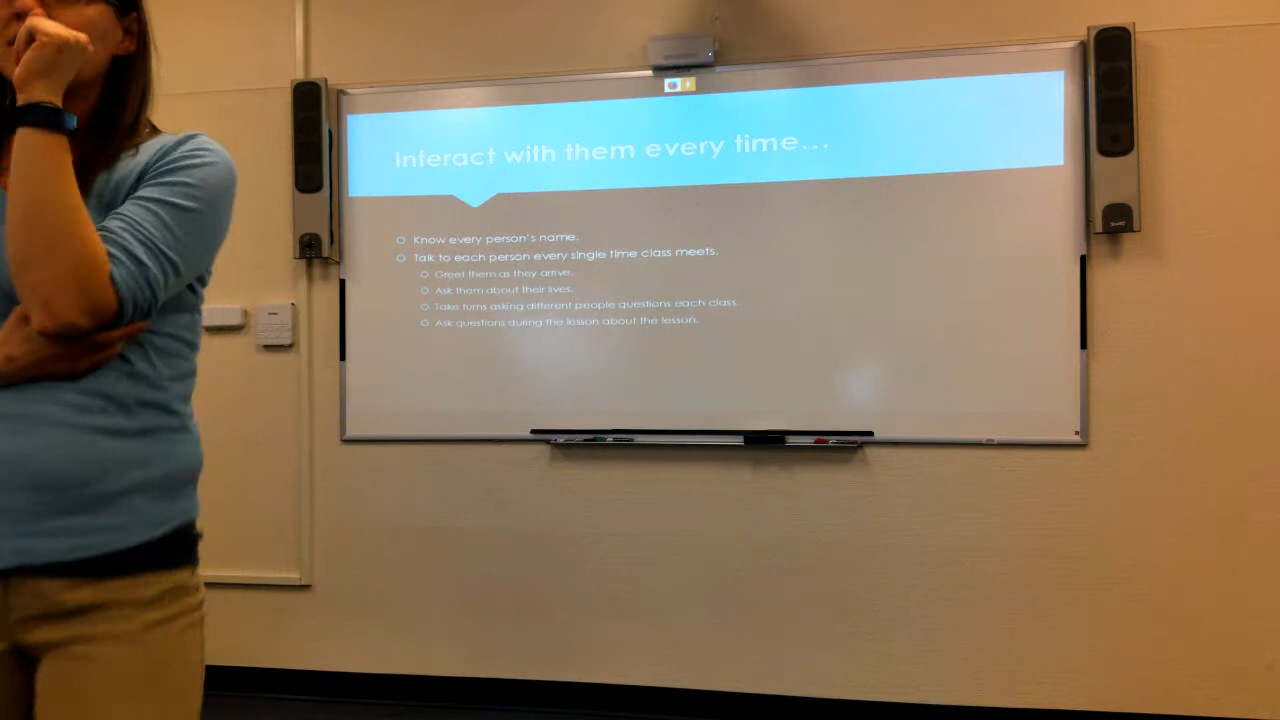 Interact with them every time...
Know every person's name.
Talk to each person every single time class meets.
Greet them as they arrive.
Ask them about their lives.
Take turns asking different people questions each class.
Ask questions during the lesson about the lesson.